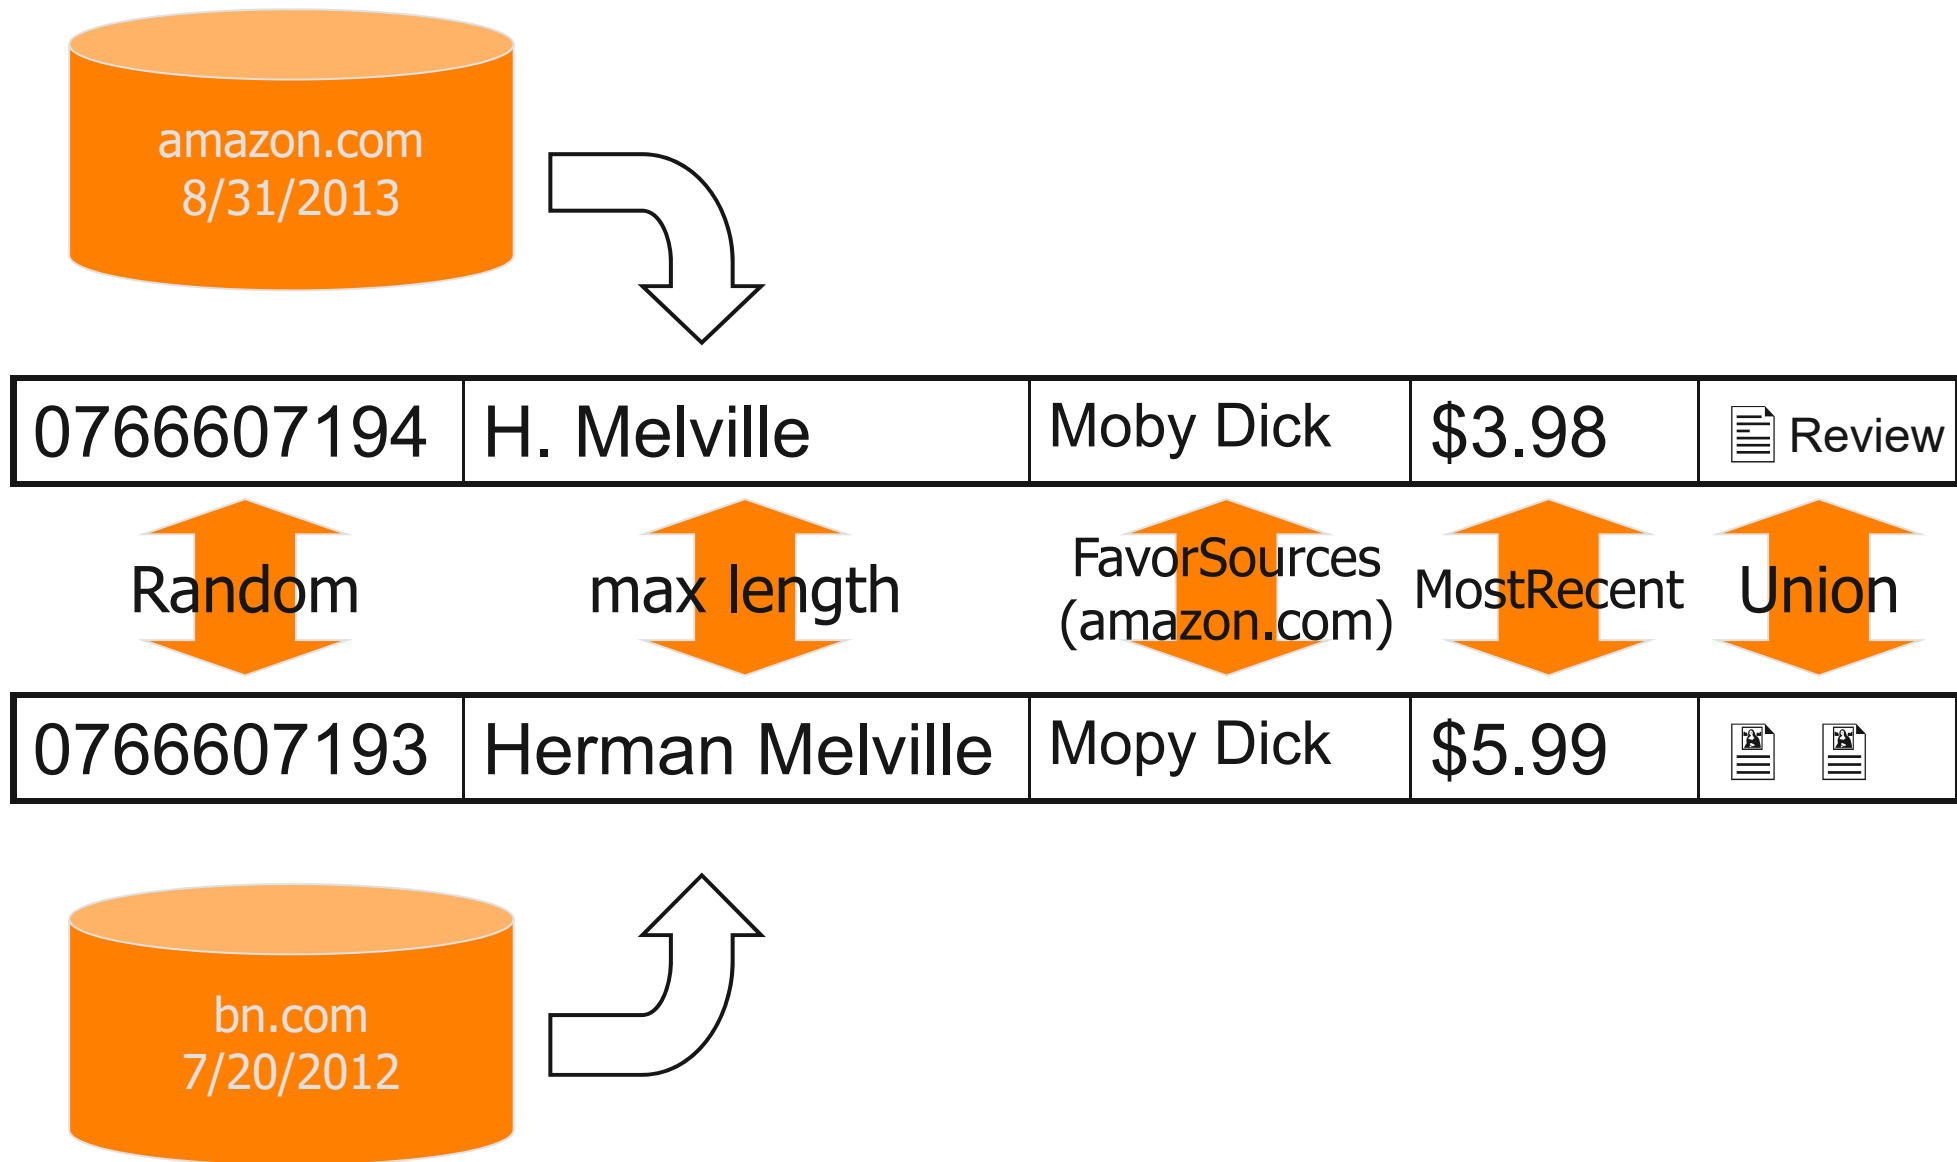 amazon.com
8/31/2013
0766607194 H. Melville Moby Dick $3.98 Review
Random max length FavorSources (amazon.com) MostRecent Union
0766607193 Herman Melville Mopy Dick $5.99
bn.com
7/20/2012